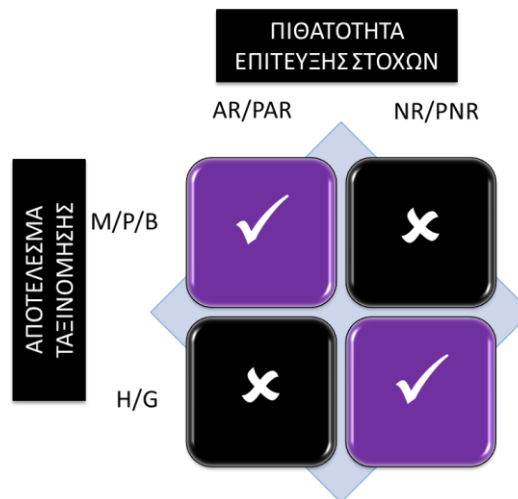 ΠΙΘΑΤΟΤΗΤΑ
ΕΠΙΤΕΥΞΗΣ ΣΤΟΧΩΝ
AR/PAR
NR/PNR
ΑΠΟΤΕΛΕΣΜΑ
ΤΑΞΙΝΟΜΗΣΗΣ
M/P/B
H/G